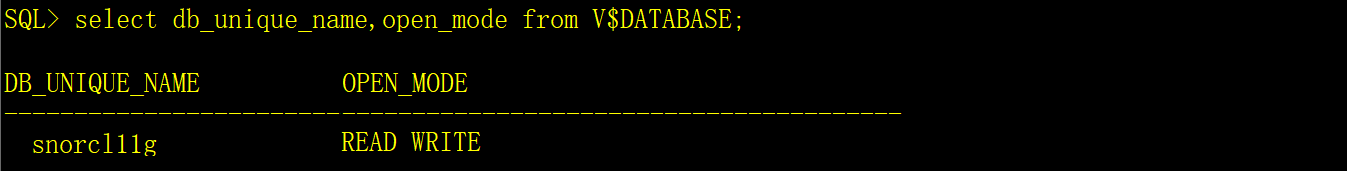 SQL> select db_unique_name,open_mode from V$DATABASE;
DB_UNIQUE_NAME OPEN_MODE
--------------------------------------------------------------
snorcl11g READ WRITE